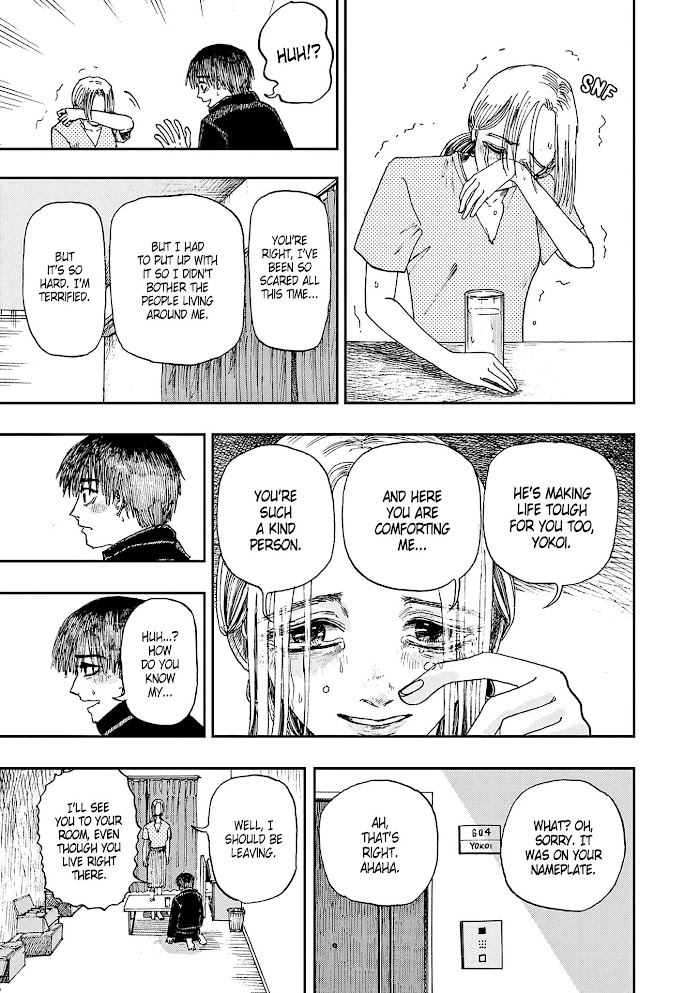 SNF
HUH!?
YOU'RE
RIGHT, I'VE
BEEN SO
SCARED ALL
THIS TIME...
BUT I HAD
TO PUT UP WITH
IT SO I DIDN'T
BOTHER THE
PEOPLE LIVING
AROUND ME.
BUT
IT'S SO
HARD. I'M
TERRIFIED.
HE'S MAKING
LIFE TOUGH
FOR YOU TOO,
YOKOI.
AND HERE
YOU ARE
COMFORTING
ME...
YOU'RE
SUCH
A KIND
PERSON.
HUH...?
HOW
DO YOU
KNOW
MY...
WHAT? OH,
SORRY. IT
WAS ON YOUR
NAMEPLATE.
604
YOKOI
AH,
THAT'S
RIGHT.
AHAHA.
WELL, I
SHOULD BE
LEAVING.
I'LL SEE
YOU TO YOUR
ROOM, EVEN
THOUGH YOU
LIVE RIGHT
THERE.